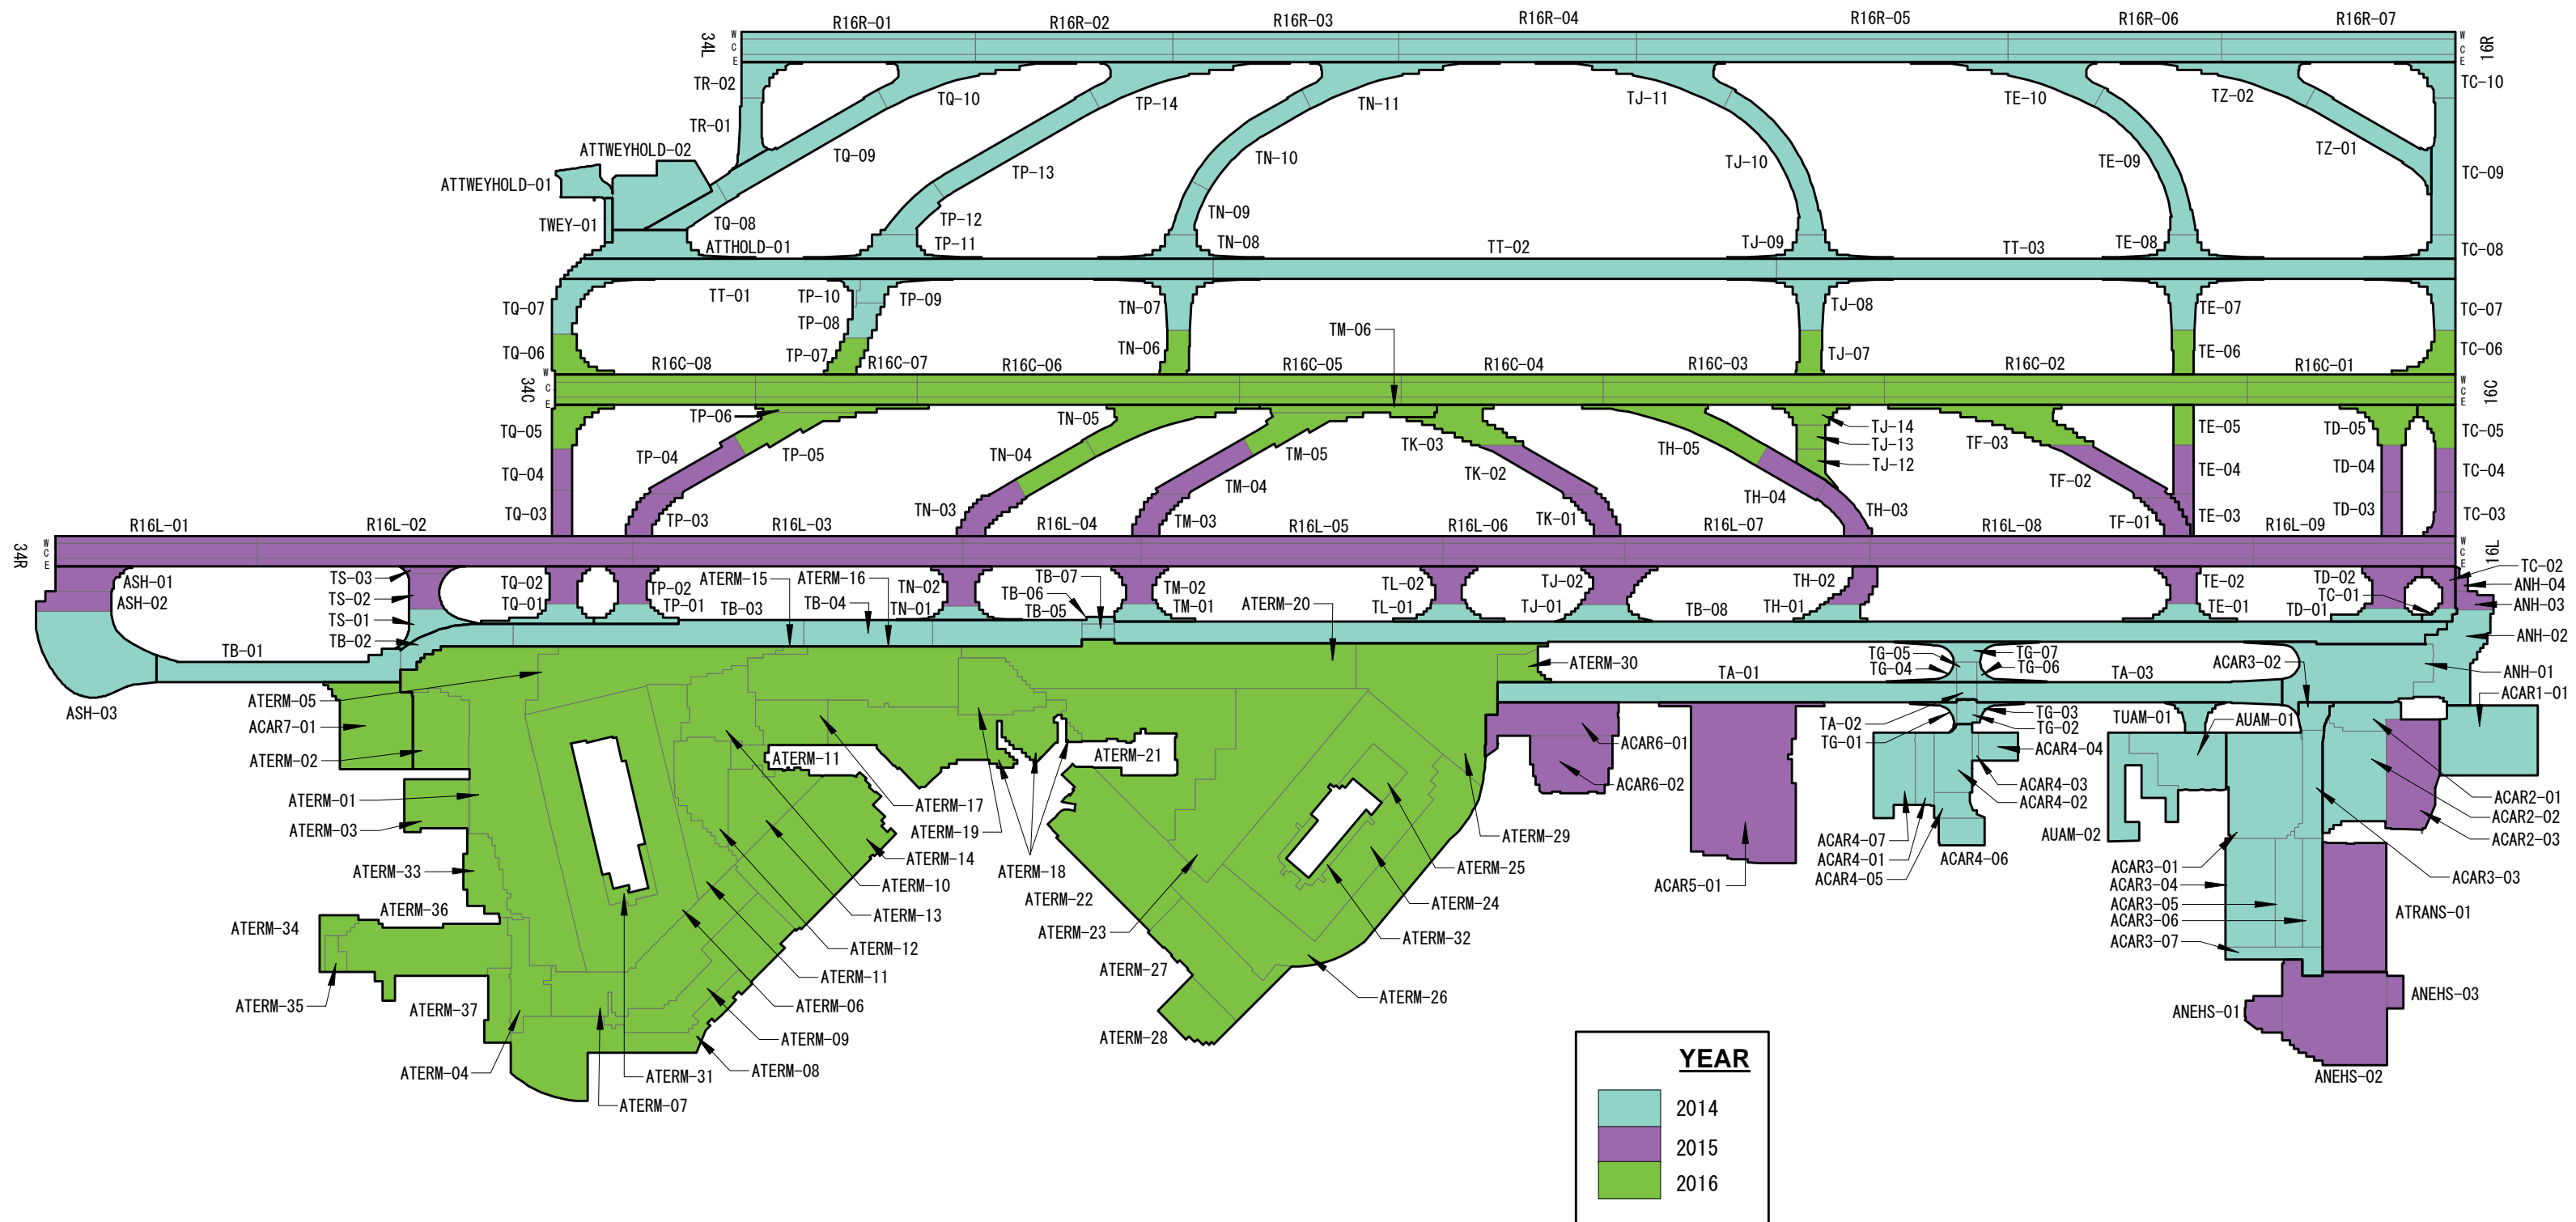 R16R-01 R16R-02 R16R-03 R16R-04 R16R-05 R16R-06 R16R-07
34L W C E W C E 16R
TR-02 TQ-10 TP-14 TN-11 TJ-11 TE-10 TZ-02 TC-10
TR-01
ATTWEYHOLD-02 TQ-09 TN-10 TJ-10 TE-09 TZ-01
ATTWEYHOLD-01 TP-13 TC-09
TWEY-01 TQ-08 TP-12 TN-09
ATTHOLD-01 TP-11 TN-08 TT-02 TJ-09 TT-03 TE-08 TC-08
TQ-07 TT-01 TP-10 TP-09 TN-07 TJ-08 TE-07 TC-07
TP-08 TM-06
TQ-06 TP-07 TN-06 TJ-07 TE-06 TC-06
R16C-08 R16C-07 R16C-06 R16C-05 R16C-04 R16C-03 R16C-02 R16C-01
34C W C E W C E 16C
TP-06 TN-05 TJ-14
TQ-05 TK-03 TJ-13 TF-03 TE-05 TD-05 TC-05
TP-04 TP-05 TN-04 TM-05 TH-05 TJ-12
TQ-04 TM-04 TK-02 TH-04 TF-02 TE-04 TD-04 TC-04
TQ-03 TP-03 TN-03 TM-03 TK-01 TH-03 TF-01 TE-03 TD-03 TC-03
R16L-01 R16L-02 R16L-03 R16L-04 R16L-05 R16L-06 R16L-07 R16L-08 R16L-09
34R W C E W C E 16L
ASH-01 TS-03 TQ-02 TP-02 ATERM-15 ATERM-16 TN-02 TB-07 TM-02 TL-02 TJ-02 TH-02 TE-02 TD-02 TC-02
ASH-02 TS-02 TB-06 TC-01 ANH-04
TQ-01 TP-01 TB-03 TB-04 TN-01 TB-05 TM-01 ATERM-20 TL-01 TJ-01 TB-08 TH-01 TE-01 TD-01 ANH-03
TS-01
TB-02 ANH-02
TB-01 TG-05 TG-07
ATERM-30 TG-04 TG-06 ACAR3-02
ATERM-05 TA-01 TA-03 ANH-01
ASH-03 ACAR1-01
ACAR7-01 TA-02 TG-03 TUAM-01 AUAM-01
ATERM-02 ATERM-11 ATERM-21 ACAR6-01 TG-01 TG-02
ACAR4-04
ATERM-01 ATERM-17 ACAR6-02 ACAR4-03
ACAR4-02 ACAR2-01
ATERM-03 ATERM-19 ATERM-29 ACAR2-02
ATERM-14 ACAR4-07 AUAM-02 ACAR2-03
ATERM-33 ATERM-18 ATERM-25 ACAR4-01 ACAR4-06
ATERM-10 ACAR5-01 ACAR4-05 ACAR3-01 ACAR3-03
ATERM-22 ACAR3-04
ATERM-36 ATERM-13 ATERM-24 ACAR3-05 ATRANS-01
ATERM-34 ATERM-23 ATERM-32 ACAR3-06
ATERM-12 ACAR3-07
ATERM-27
ATERM-11
ATERM-35 ATERM-37 ATERM-06 ATERM-26 ANEHS-01 ANEHS-03
ATERM-09 ATERM-28
ATERM-04 ATERM-31 ATERM-08 ANEHS-02
ATERM-07
YEAR
2014
2015
2016